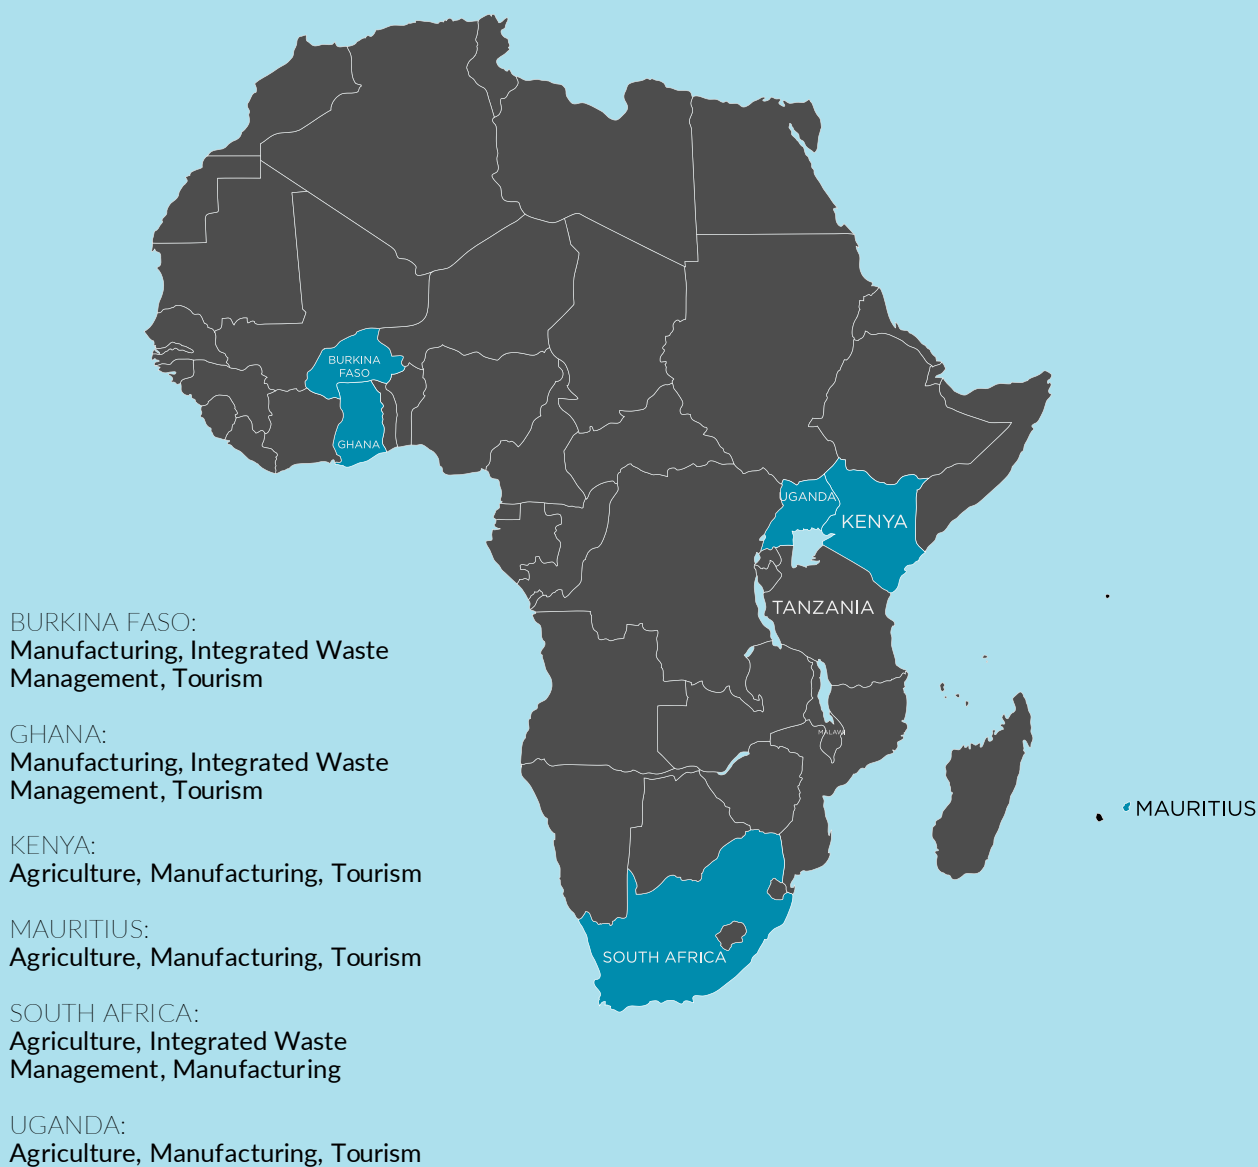 BURKINA
FASO
GHANA
UGANDA
KENYA
TANZANIA
MALAWI
MAURITIUS
SOUTH AFRICA
BURKINA FASO:
Manufacturing, Integrated Waste
Management, Tourism
GHANA:
Manufacturing, Integrated Waste
Management, Tourism
KENYA:
Agriculture, Manufacturing, Tourism
MAURITIUS:
Agriculture, Manufacturing, Tourism
SOUTH AFRICA:
Agriculture, Integrated Waste
Management, Manufacturing
UGANDA:
Agriculture, Manufacturing, Tourism